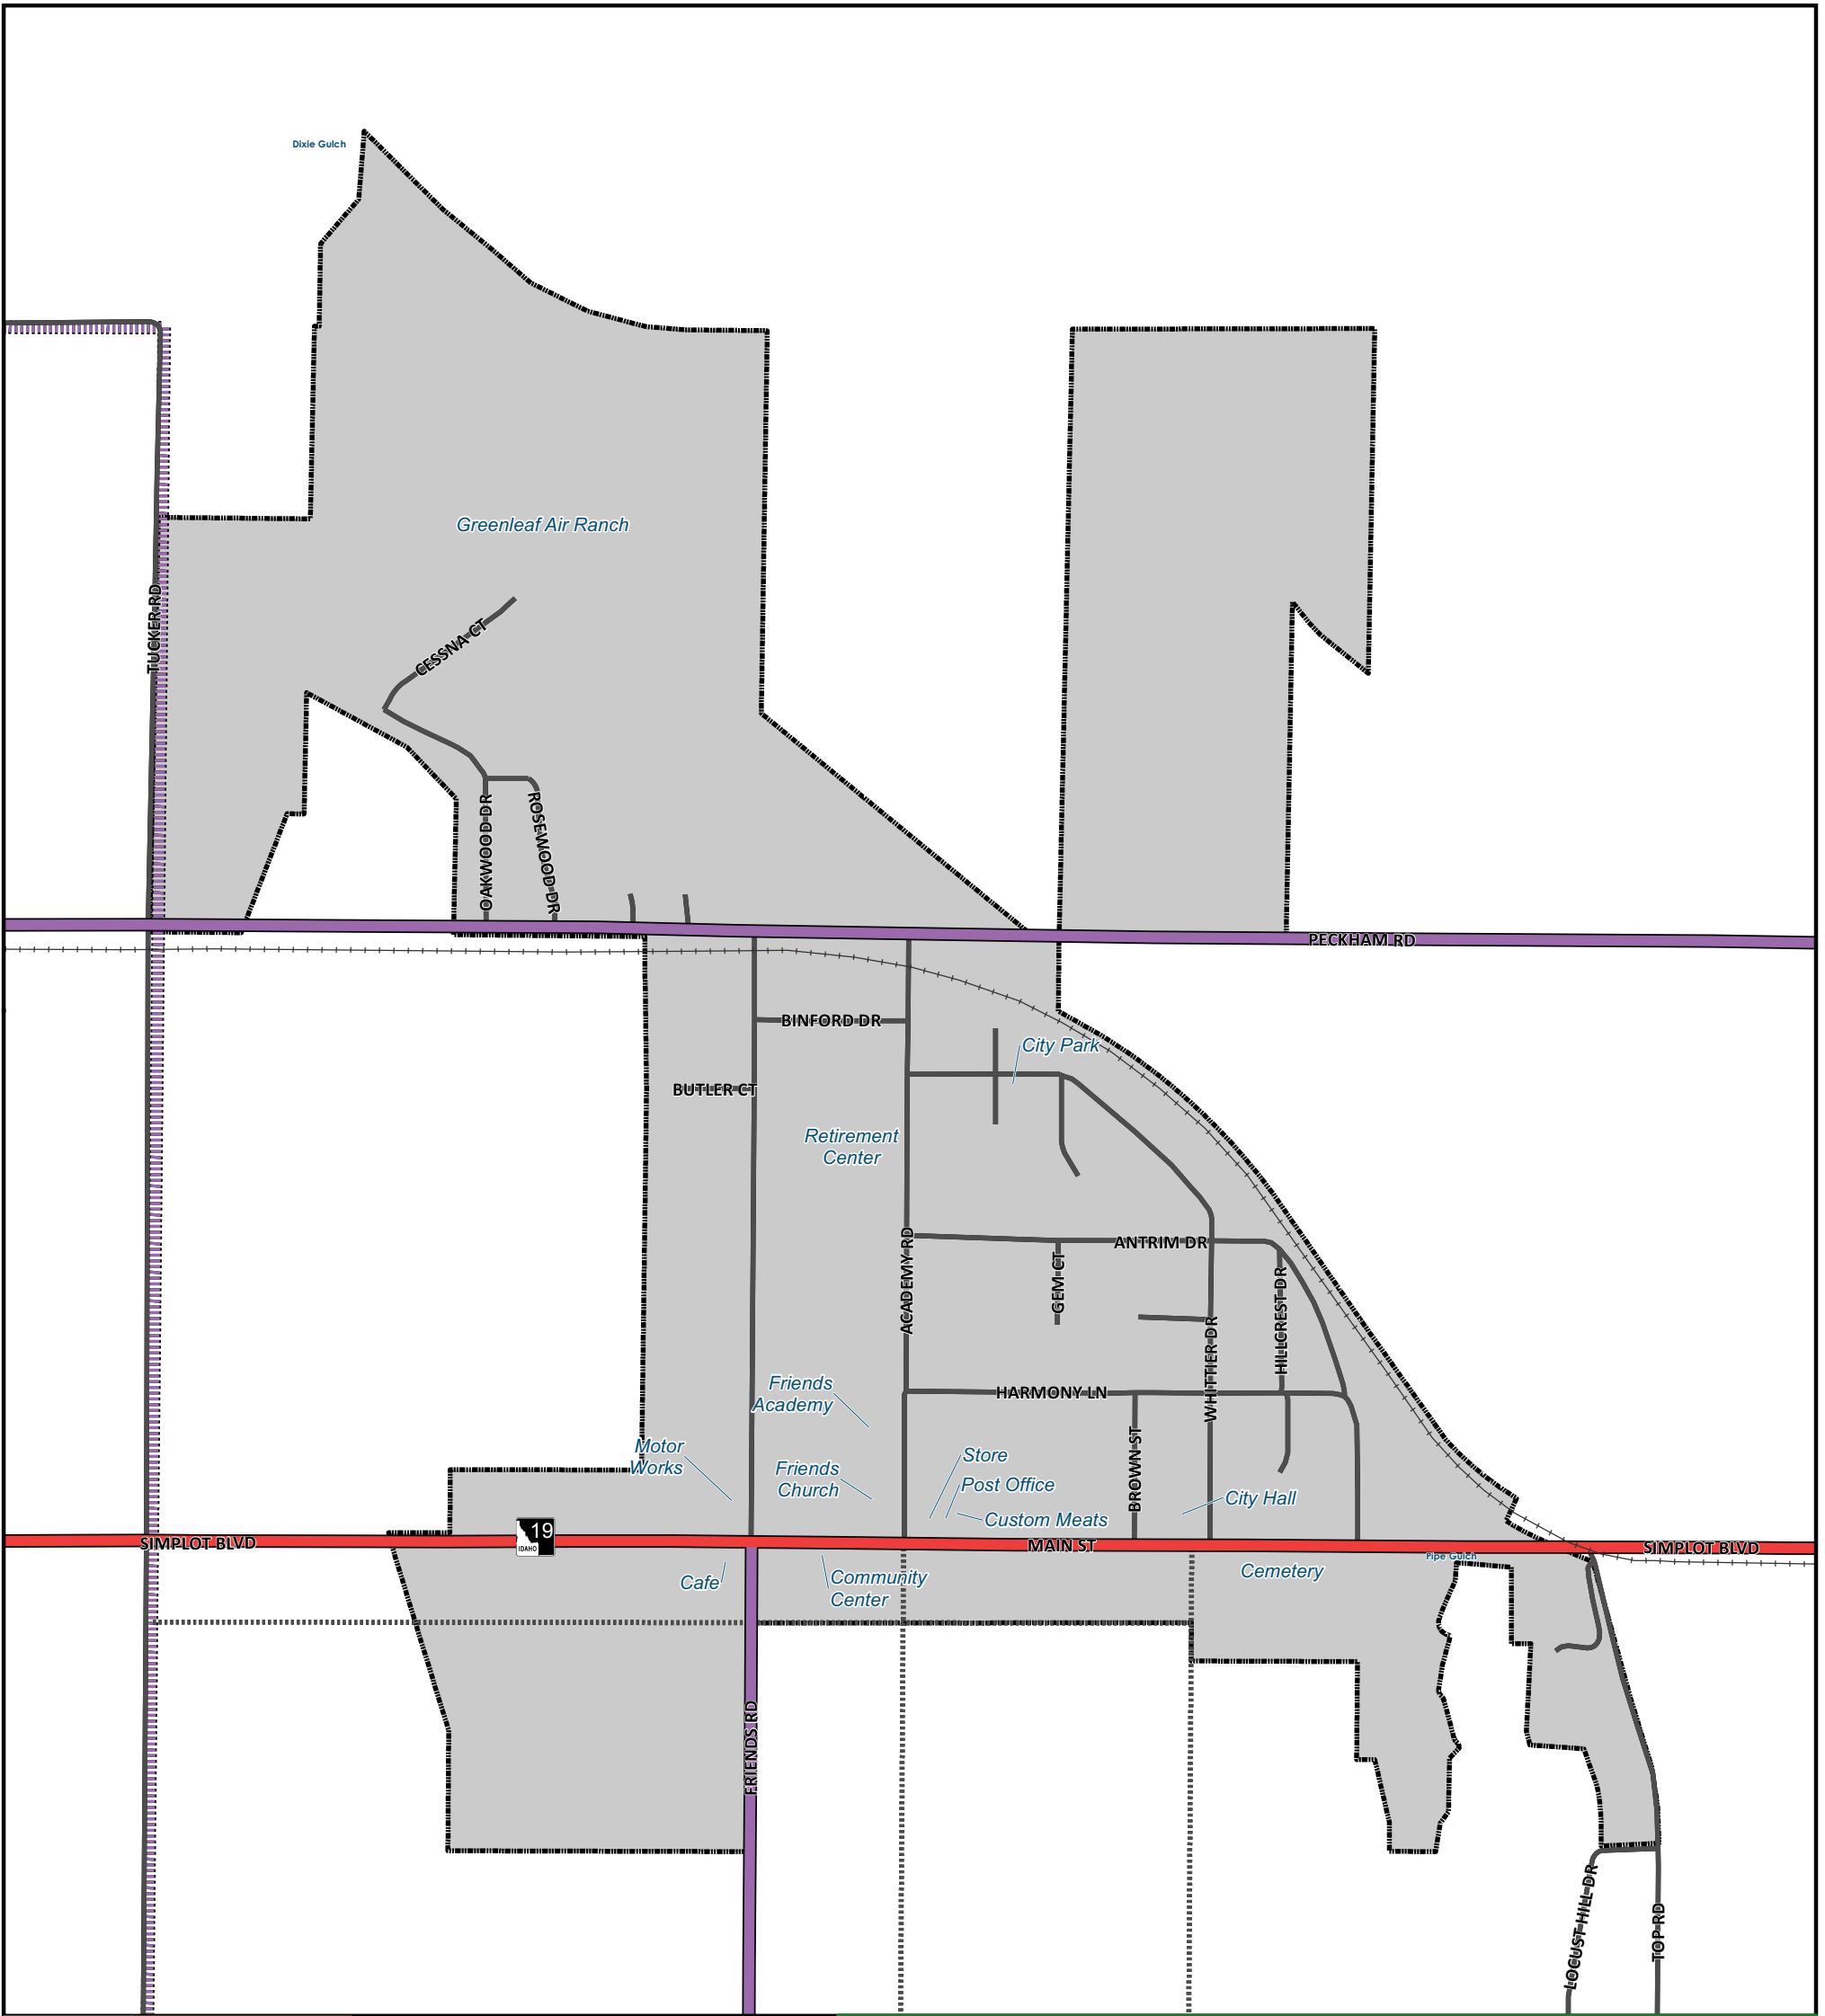 Dixie Gulch
Greenleaf Air Ranch
TUCKER RD
CESSNA CT
OAKWOOD DR
ROSEWOOD DR
PECKHAM RD
BINFORD DR
City Park
BUTLER CT
Retirement
Center
ACADEMY RD
ANTRIM DR
GEM CT
HILLCREST DR
WHITTIER DR
Friends
Academy
HARMONY LN
Motor
Works
Friends
Church
Store
Post Office
Custom Meats
BROWN ST
City Hall
19
IDAHO
SIMPLOT BLVD
MAIN ST
SIMPLOT BLVD
Pipe Gulch
Cafe
Community
Center
Cemetery
FRIENDS RD
LOCUST HILL DR
TOP RD